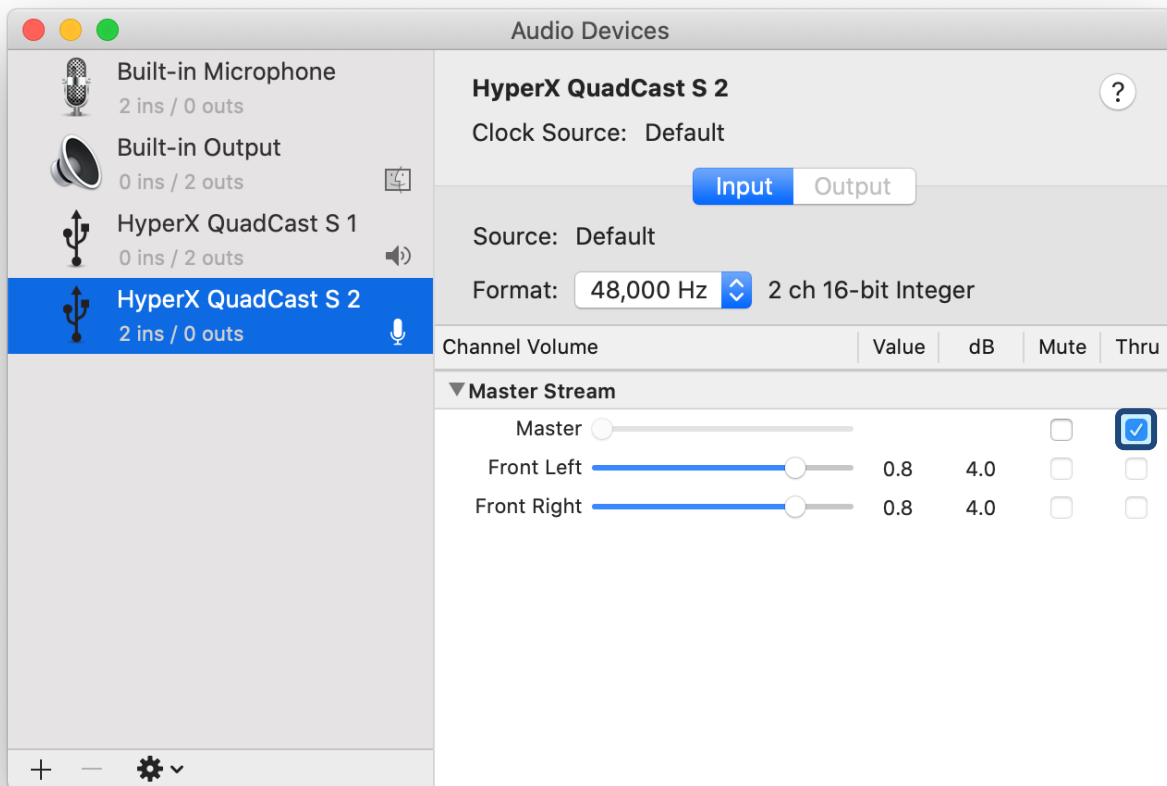 Audio Devices
Built-in Microphone
2 ins / 0 outs
Built-in Output
0 ins / 2 outs
HyperX QuadCast S 1
0 ins / 2 outs
HyperX QuadCast S 2
2 ins / 0 outs
HyperX QuadCast S 2
?
Clock Source: Default
Input Output
Source: Default
Format: 48,000 Hz 2 ch 16-bit Integer
Channel Volume Value dB Mute Thru
Master Stream
Master
Front Left 0.8 4.0
Front Right 0.8 4.0